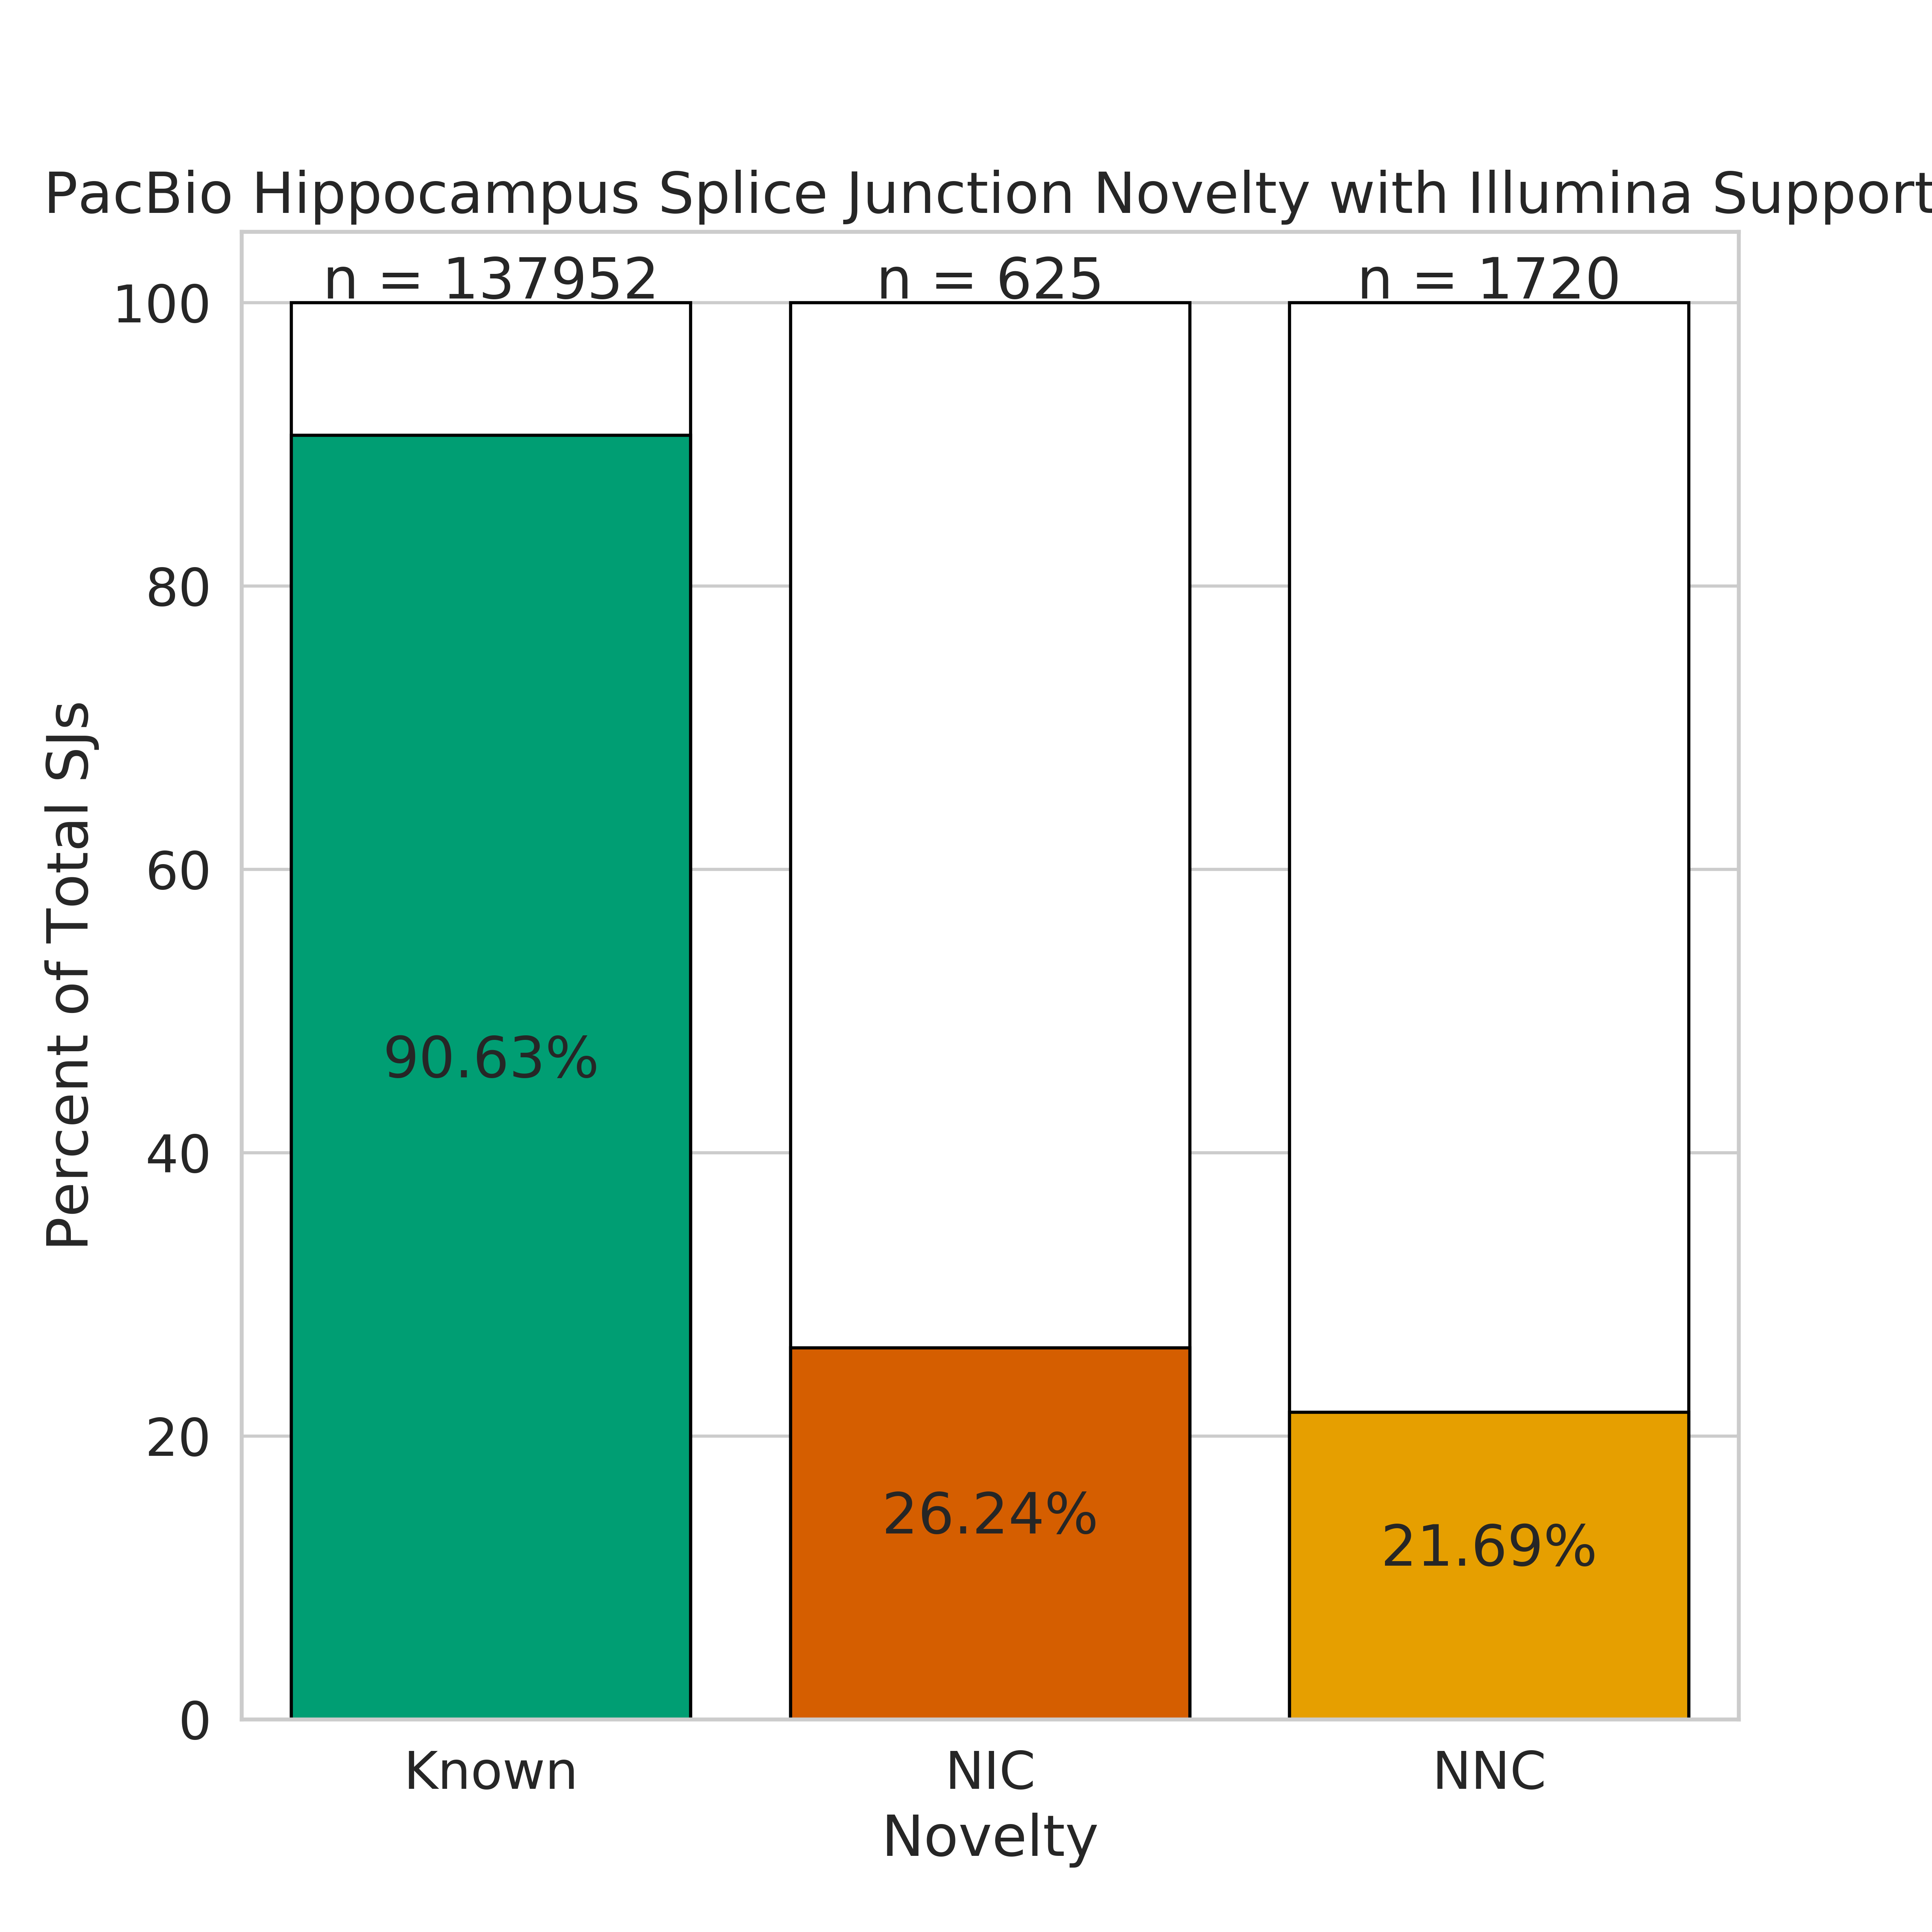 PacBio Hippocampus Splice Junction Novelty with Illumina Support
n = 137952
n = 625
n = 1720
100
80
60
40
20
0
Percent of Total SJs
90.63%
26.24%
21.69%
Known
NIC
NNC
Novelty